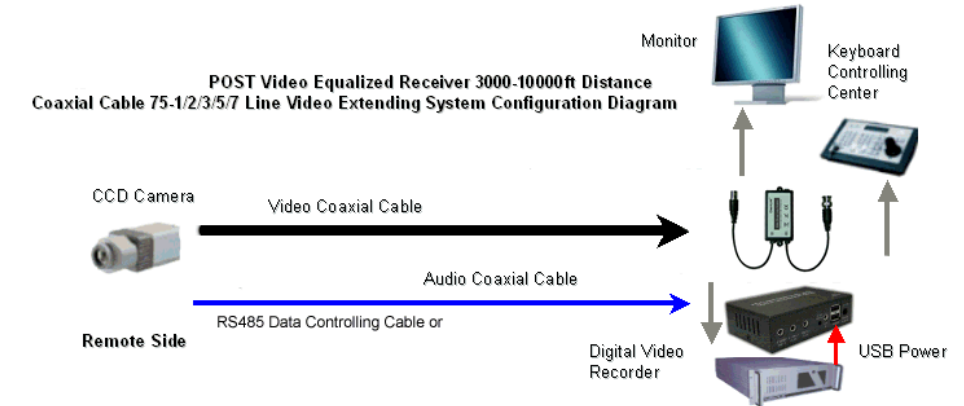 Monitor
Keyboard
Controlling
Center
POST Video Equalized Receiver 3000-10000ft Distance
Coaxial Cable 75-1/2/3/5/7 Line Video Extending System Configuration Diagram
CCD Camera
Video Coaxial Cable
Audio Coaxial Cable
RS485 Data Controlling Cable or
Remote Side
Digital Video
Recorder
USB Power